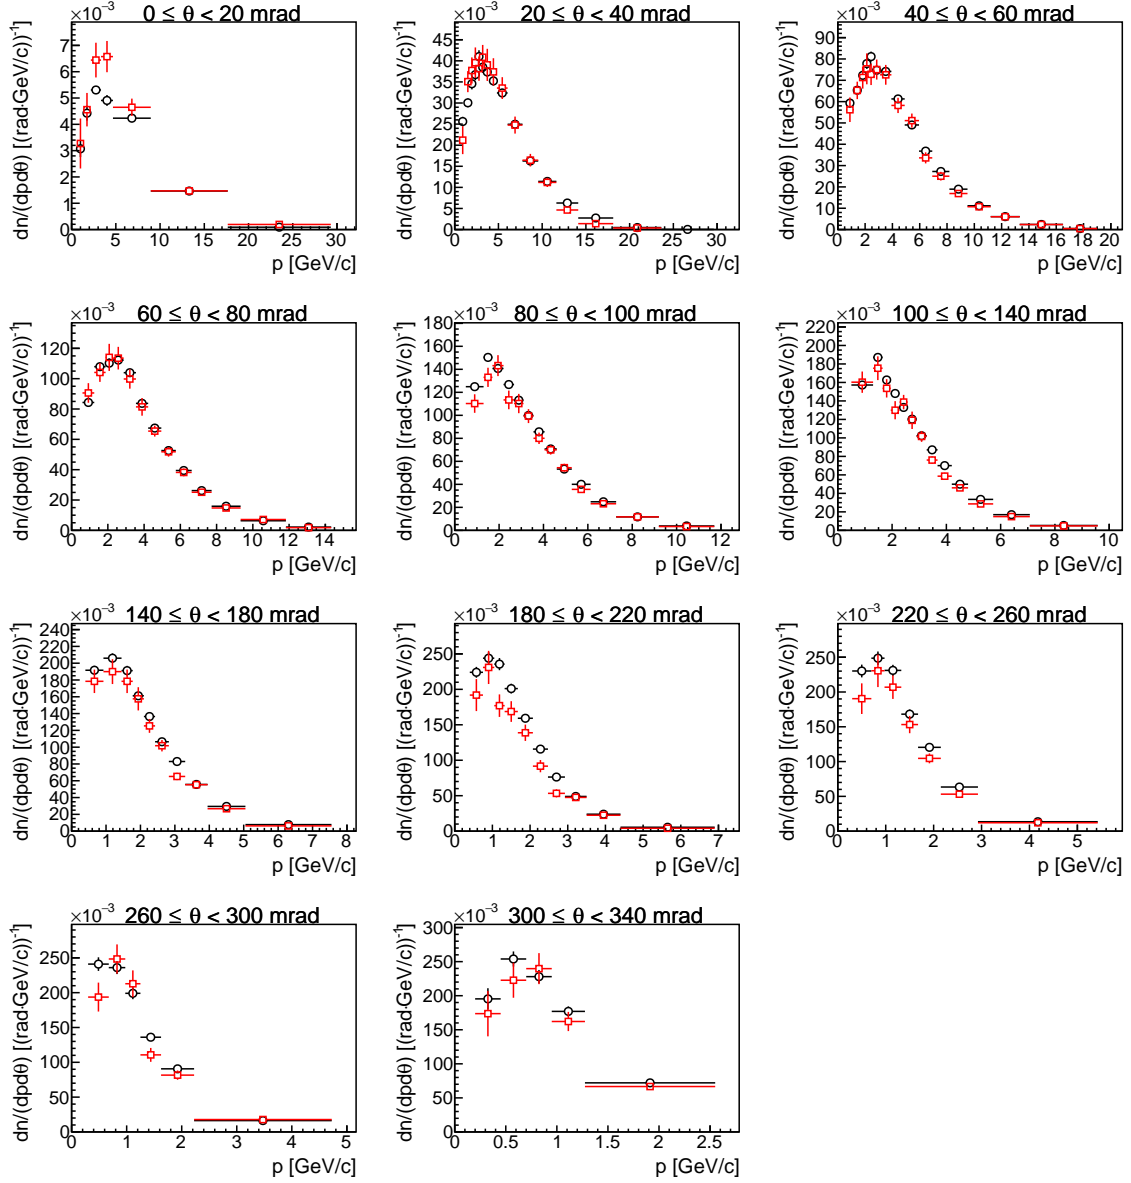 ×10⁻³ 0 ≤ θ < 20 mrad
dn/(dpdθ) [(rad·GeV/c))⁻¹]
7
6
5
4
3
2
1
0
0 5 10 15 20 25 30
p [GeV/c]
×10⁻³ 20 ≤ θ < 40 mrad
dn/(dpdθ) [(rad·GeV/c))⁻¹]
45
40
35
30
25
20
15
10
5
0
0 5 10 15 20 25 30
p [GeV/c]
×10⁻³ 40 ≤ θ < 60 mrad
dn/(dpdθ) [(rad·GeV/c))⁻¹]
90
80
70
60
50
40
30
20
10
0
0 2 4 6 8 10 12 14 16 18 20
p [GeV/c]
×10⁻³ 60 ≤ θ < 80 mrad
dn/(dpdθ) [(rad·GeV/c))⁻¹]
120
100
80
60
40
20
0
0 2 4 6 8 10 12 14
p [GeV/c]
×10⁻³ 80 ≤ θ < 100 mrad
dn/(dpdθ) [(rad·GeV/c))⁻¹]
180
160
140
120
100
80
60
40
20
0
0 2 4 6 8 10 12
p [GeV/c]
×10⁻³ 100 ≤ θ < 140 mrad
dn/(dpdθ) [(rad·GeV/c))⁻¹]
220
200
180
160
140
120
100
80
60
40
20
0
0 2 4 6 8 10
p [GeV/c]
×10⁻³ 140 ≤ θ < 180 mrad
dn/(dpdθ) [(rad·GeV/c))⁻¹]
240
220
200
180
160
140
120
100
80
60
40
20
0
0 1 2 3 4 5 6 7 8
p [GeV/c]
×10⁻³ 180 ≤ θ < 220 mrad
dn/(dpdθ) [(rad·GeV/c))⁻¹]
250
200
150
100
50
0
0 1 2 3 4 5 6 7
p [GeV/c]
×10⁻³ 220 ≤ θ < 260 mrad
dn/(dpdθ) [(rad·GeV/c))⁻¹]
250
200
150
100
50
0
0 1 2 3 4 5
p [GeV/c]
×10⁻³ 260 ≤ θ < 300 mrad
dn/(dpdθ) [(rad·GeV/c))⁻¹]
250
200
150
100
50
0
0 1 2 3 4 5
p [GeV/c]
×10⁻³ 300 ≤ θ < 340 mrad
dn/(dpdθ) [(rad·GeV/c))⁻¹]
300
250
200
150
100
50
0
0 0.5 1 1.5 2 2.5
p [GeV/c]